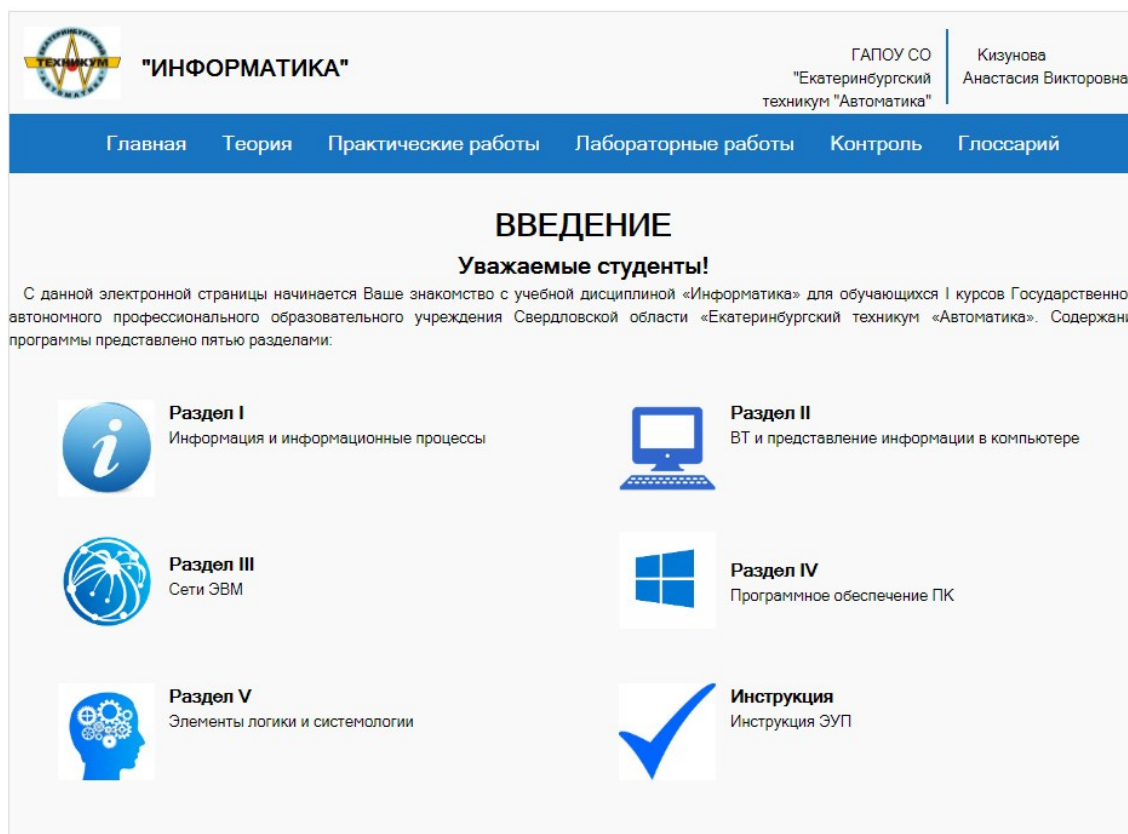 ЕКАТЕРИНБУРГСКИЙ
ТЕХНИКУМ
АВТОМАТИКА
"ИНФОРМАТИКА"
ГАПОУ СО
"Екатеринбургский
техникум "Автоматика"
Кизунова
Анастасия Викторовна
Главная Теория Практические работы Лабораторные работы Контроль Глоссарий
ВВЕДЕНИЕ
Уважаемые студенты!
С данной электронной страницы начинается Ваше знакомство с учебной дисциплиной «Информатика» для обучающихся I курсов Государственно
автономного профессионального образовательного учреждения Свердловской области «Екатеринбургский техникум «Автоматика». Содержани
программы представлено пятью разделами:
Раздел I
Информация и информационные процессы
Раздел II
ВТ и представление информации в компьютере
Раздел III
Сети ЭВМ
Раздел IV
Программное обеспечение ПК
Раздел V
Элементы логики и системологии
Инструкция
Инструкция ЭУП